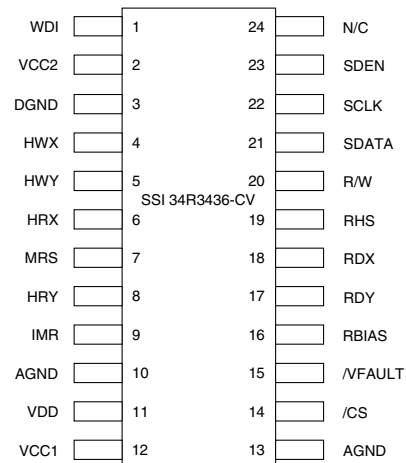 WDI 1 24 N/C
VCC2 2 23 SDEN
DGND 3 22 SCLK
HWX 4 21 SDATA
HWY 5 20 R/W
SSI 34R3436-CV
HRX 6 19 RHS
MRS 7 18 RDX
HRY 8 17 RDY
IMR 9 16 RBIAS
AGND 10 15 /VFAULT
VDD 11 14 /CS
VCC1 12 13 AGND